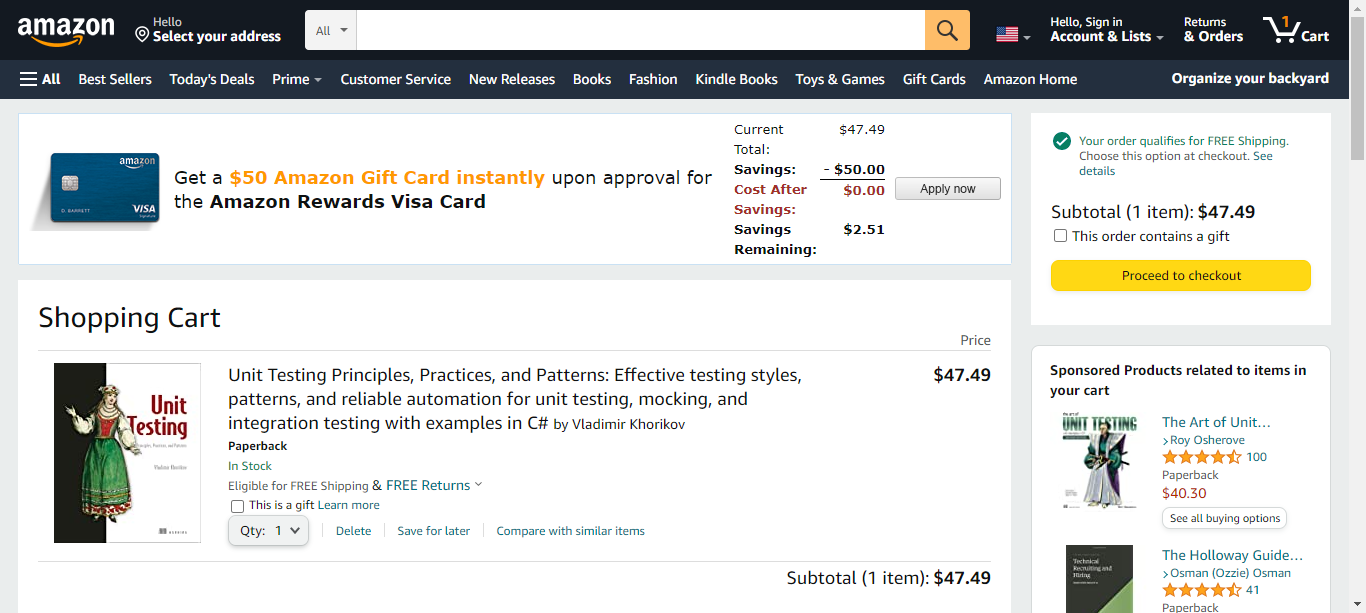 amazon
Hello
Select your address
All
Hello, Sign in
Account & Lists
Returns
& Orders
1
Cart
All
Best Sellers
Today's Deals
Prime
Customer Service
New Releases
Books
Fashion
Kindle Books
Toys & Games
Gift Cards
Amazon Home
Organize your backyard
amazon
D. BARRETT
VISA
Signature
Get a $50 Amazon Gift Card instantly upon approval for
the Amazon Rewards Visa Card
Current Total: $47.49
Savings: - $50.00
Cost After Savings: $0.00
Savings Remaining: $2.51
Apply now
Your order qualifies for FREE Shipping.
Choose this option at checkout. See
details
Subtotal (1 item): $47.49
This order contains a gift
Proceed to checkout
Shopping Cart
Price
Unit
Testing
Principles, Practices, and Patterns
Vladimir Khorikov
MANNING
Unit Testing Principles, Practices, and Patterns: Effective testing styles,
patterns, and reliable automation for unit testing, mocking, and
integration testing with examples in C# by Vladimir Khorikov
$47.49
Paperback
In Stock
Eligible for FREE Shipping & FREE Returns
This is a gift Learn more
Qty: 1
Delete
Save for later
Compare with similar items
Subtotal (1 item): $47.49
Sponsored Products related to items in
your cart
the art of
UNIT TESTING
The Art of Unit…
Roy Osherove
100
Paperback
$40.30
See all buying options
Technical
Recruiting and
Hiring
The Holloway Guide…
Osman (Ozzie) Osman
41
Paperback